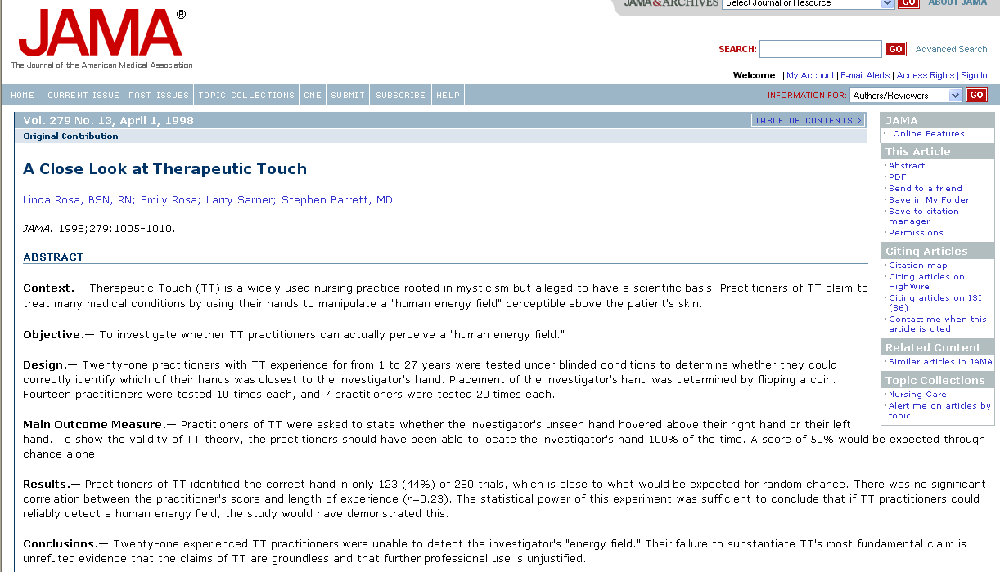 JAMA&ARCHIVES Select Journal or Resource GO ABOUT JAMA
JAMA®
The Journal of the American Medical Association
SEARCH: GO Advanced Search
Welcome | My Account | E-mail Alerts | Access Rights | Sign In
HOME CURRENT ISSUE PAST ISSUES TOPIC COLLECTIONS CME SUBMIT SUBSCRIBE HELP
INFORMATION FOR: Authors/Reviewers GO
Vol. 279 No. 13, April 1, 1998 TABLE OF CONTENTS >
Original Contribution
A Close Look at Therapeutic Touch
Linda Rosa, BSN, RN; Emily Rosa; Larry Sarner; Stephen Barrett, MD
JAMA. 1998;279:1005-1010.
ABSTRACT
Context.— Therapeutic Touch (TT) is a widely used nursing practice rooted in mysticism but alleged to have a scientific basis. Practitioners of TT claim to
treat many medical conditions by using their hands to manipulate a "human energy field" perceptible above the patient's skin.
Objective.— To investigate whether TT practitioners can actually perceive a "human energy field."
Design.— Twenty-one practitioners with TT experience for from 1 to 27 years were tested under blinded conditions to determine whether they could
correctly identify which of their hands was closest to the investigator's hand. Placement of the investigator's hand was determined by flipping a coin.
Fourteen practitioners were tested 10 times each, and 7 practitioners were tested 20 times each.
Main Outcome Measure.— Practitioners of TT were asked to state whether the investigator's unseen hand hovered above their right hand or their left
hand. To show the validity of TT theory, the practitioners should have been able to locate the investigator's hand 100% of the time. A score of 50% would be expected through
chance alone.
Results.— Practitioners of TT identified the correct hand in only 123 (44%) of 280 trials, which is close to what would be expected for random chance. There was no significant
correlation between the practitioner's score and length of experience (r=0.23). The statistical power of this experiment was sufficient to conclude that if TT practitioners could
reliably detect a human energy field, the study would have demonstrated this.
Conclusions.— Twenty-one experienced TT practitioners were unable to detect the investigator's "energy field." Their failure to substantiate TT's most fundamental claim is
unrefuted evidence that the claims of TT are groundless and that further professional use is unjustified.
JAMA
· Online Features
This Article
· Abstract
· PDF
· Send to a friend
· Save in My Folder
· Save to citation
manager
· Permissions
Citing Articles
· Citation map
· Citing articles on
HighWire
· Citing articles on ISI
(86)
· Contact me when this
article is cited
Related Content
· Similar articles in JAMA
Topic Collections
· Nursing Care
· Alert me on articles by
topic